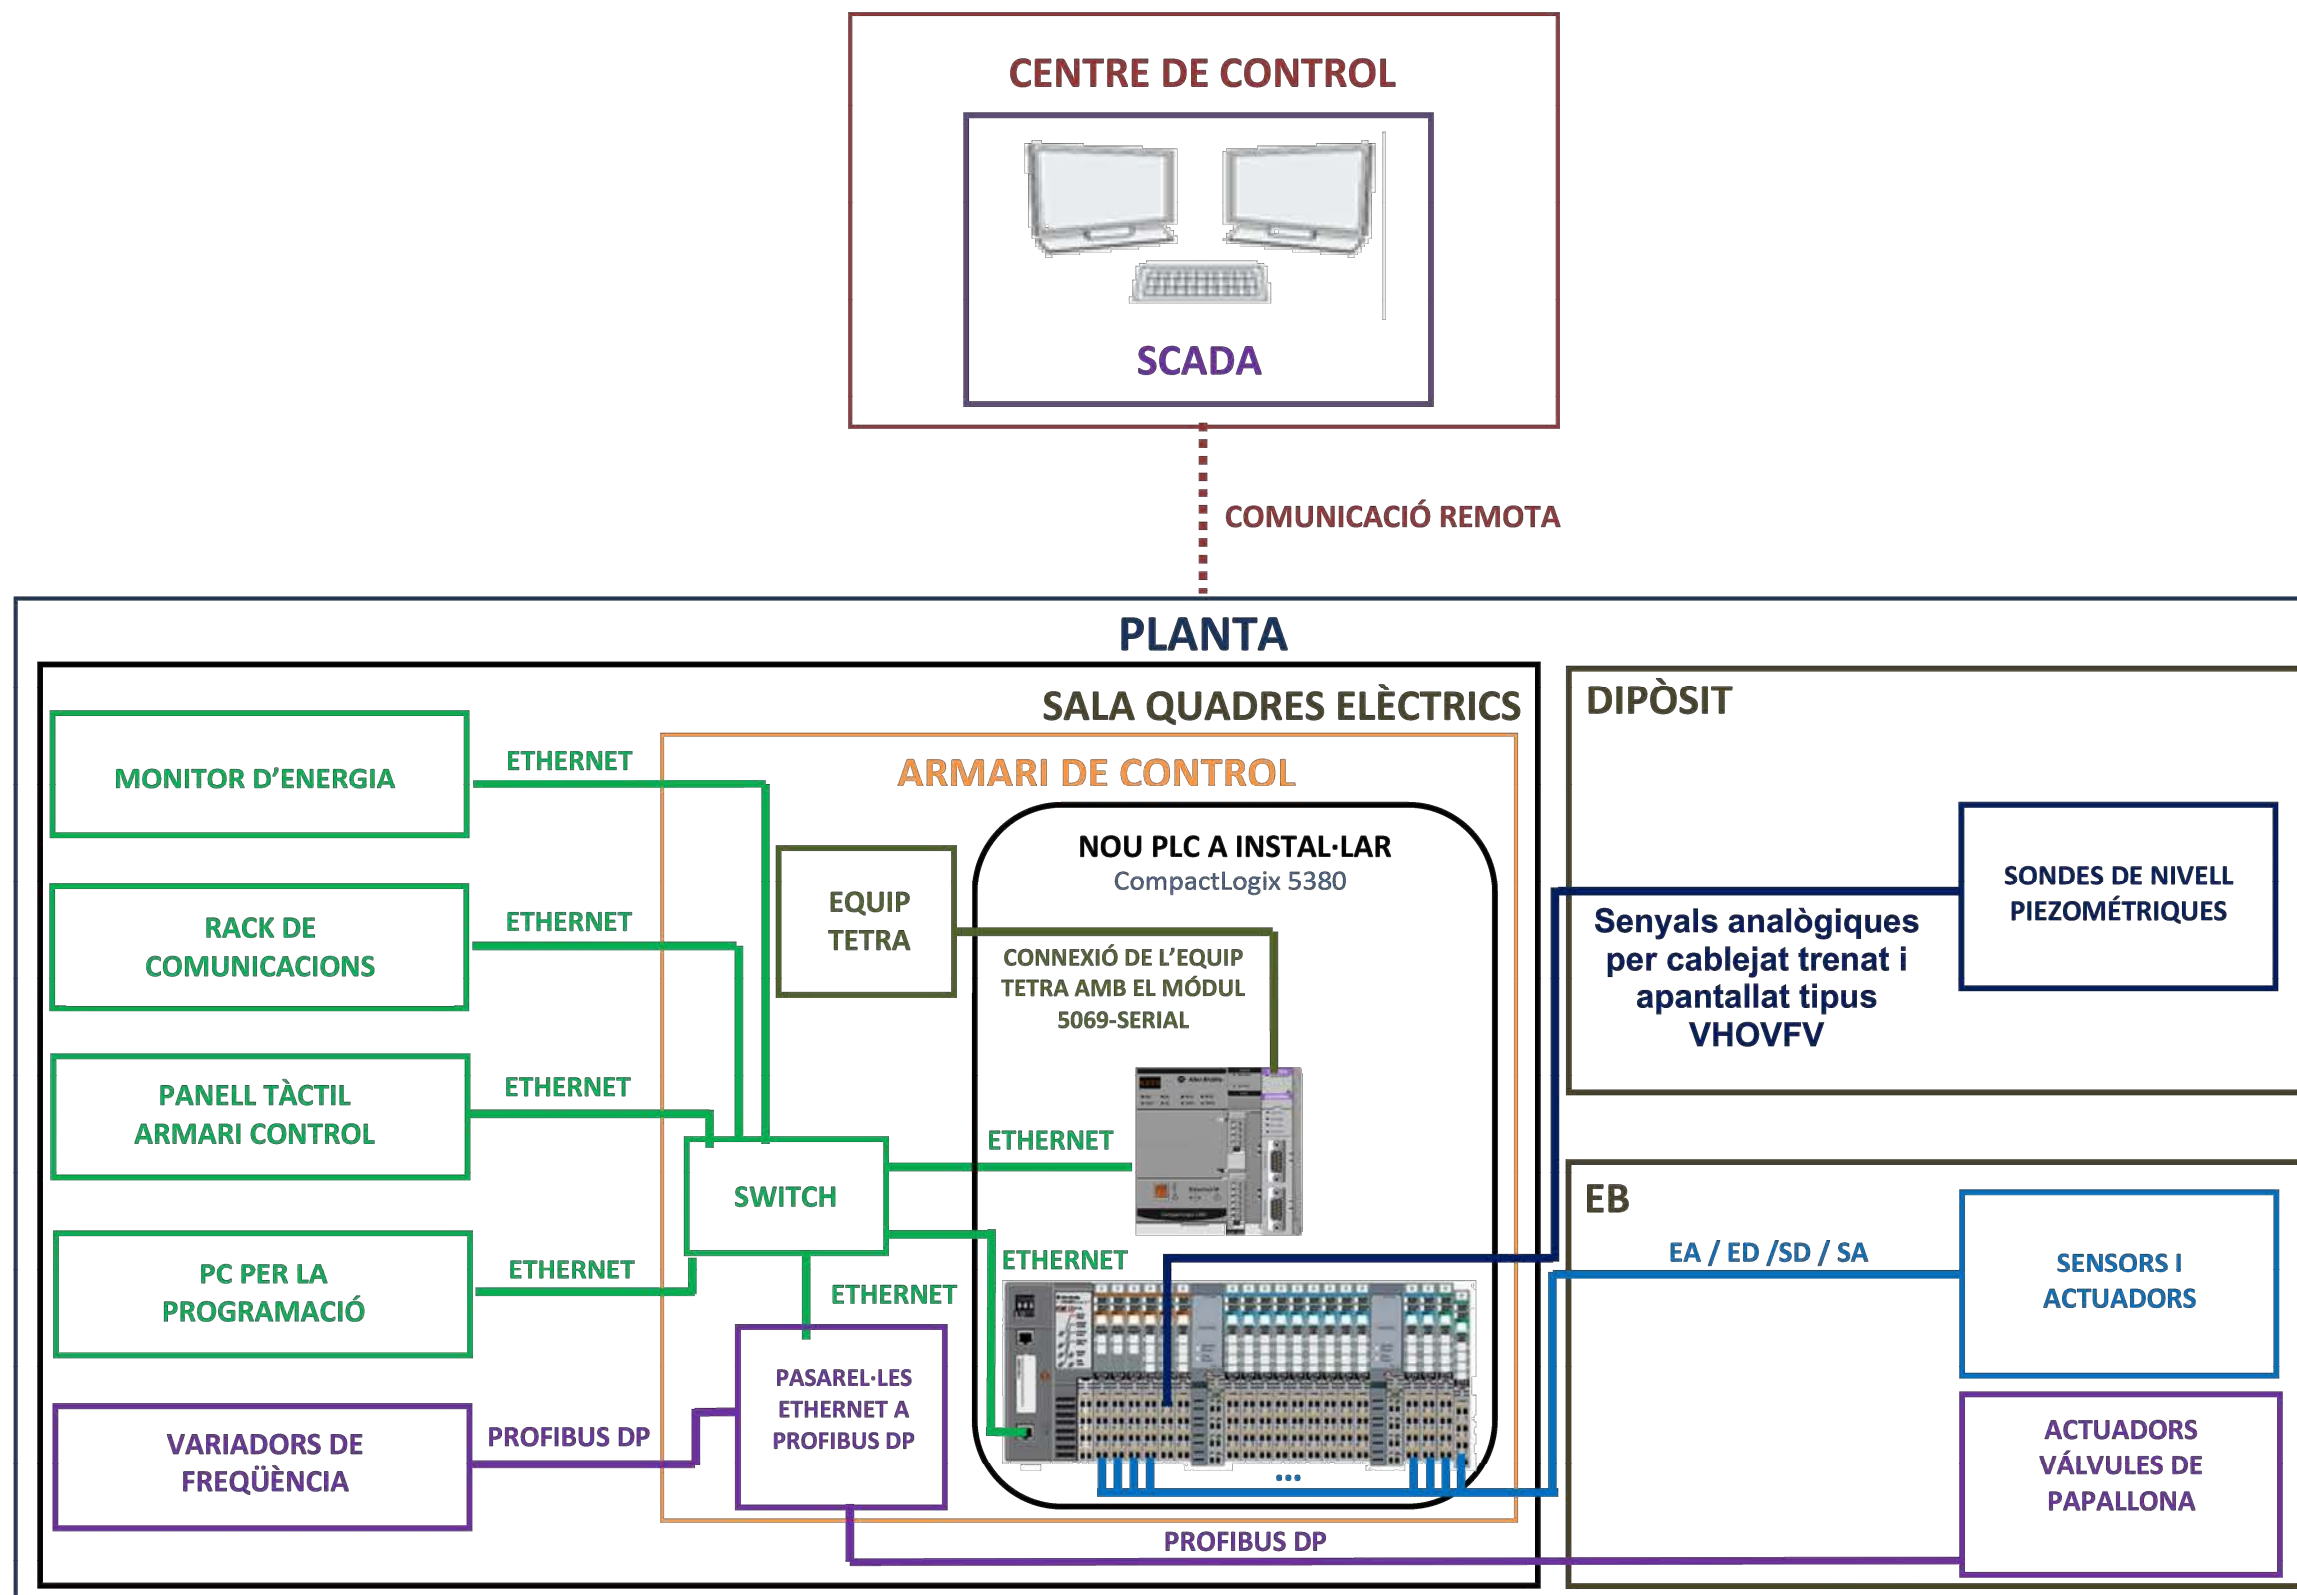 CENTRE DE CONTROL
SCADA
COMUNICACIÓ REMOTA
PLANTA
SALA QUADRES ELÈCTRICS
ARMARI DE CONTROL
MONITOR D'ENERGIA
ETHERNET
RACK DE
COMUNICACIONS
ETHERNET
PANELL TÀCTIL
ARMARI CONTROL
ETHERNET
PC PER LA
PROGRAMACIÓ
ETHERNET
VARIADORS DE
FREQÜÈNCIA
PROFIBUS DP
EQUIP
TETRA
NOU PLC A INSTAL·LAR
CompactLogix 5380
CONNEXIÓ DE L'EQUIP
TETRA AMB EL MÓDUL
5069-SERIAL
SWITCH
ETHERNET
ETHERNET
ETHERNET
PASAREL·LES
ETHERNET A
PROFIBUS DP
...
PROFIBUS DP
DIPÒSIT
SONDES DE NIVELL
PIEZOMÉTRIQUES
Senyals analògiques
per cablejat trenat i
apantallat tipus
VHOVFV
EB
EA / ED /SD / SA
SENSORS I
ACTUADORS
ACTUADORS
VÁLVULES DE
PAPALLONA